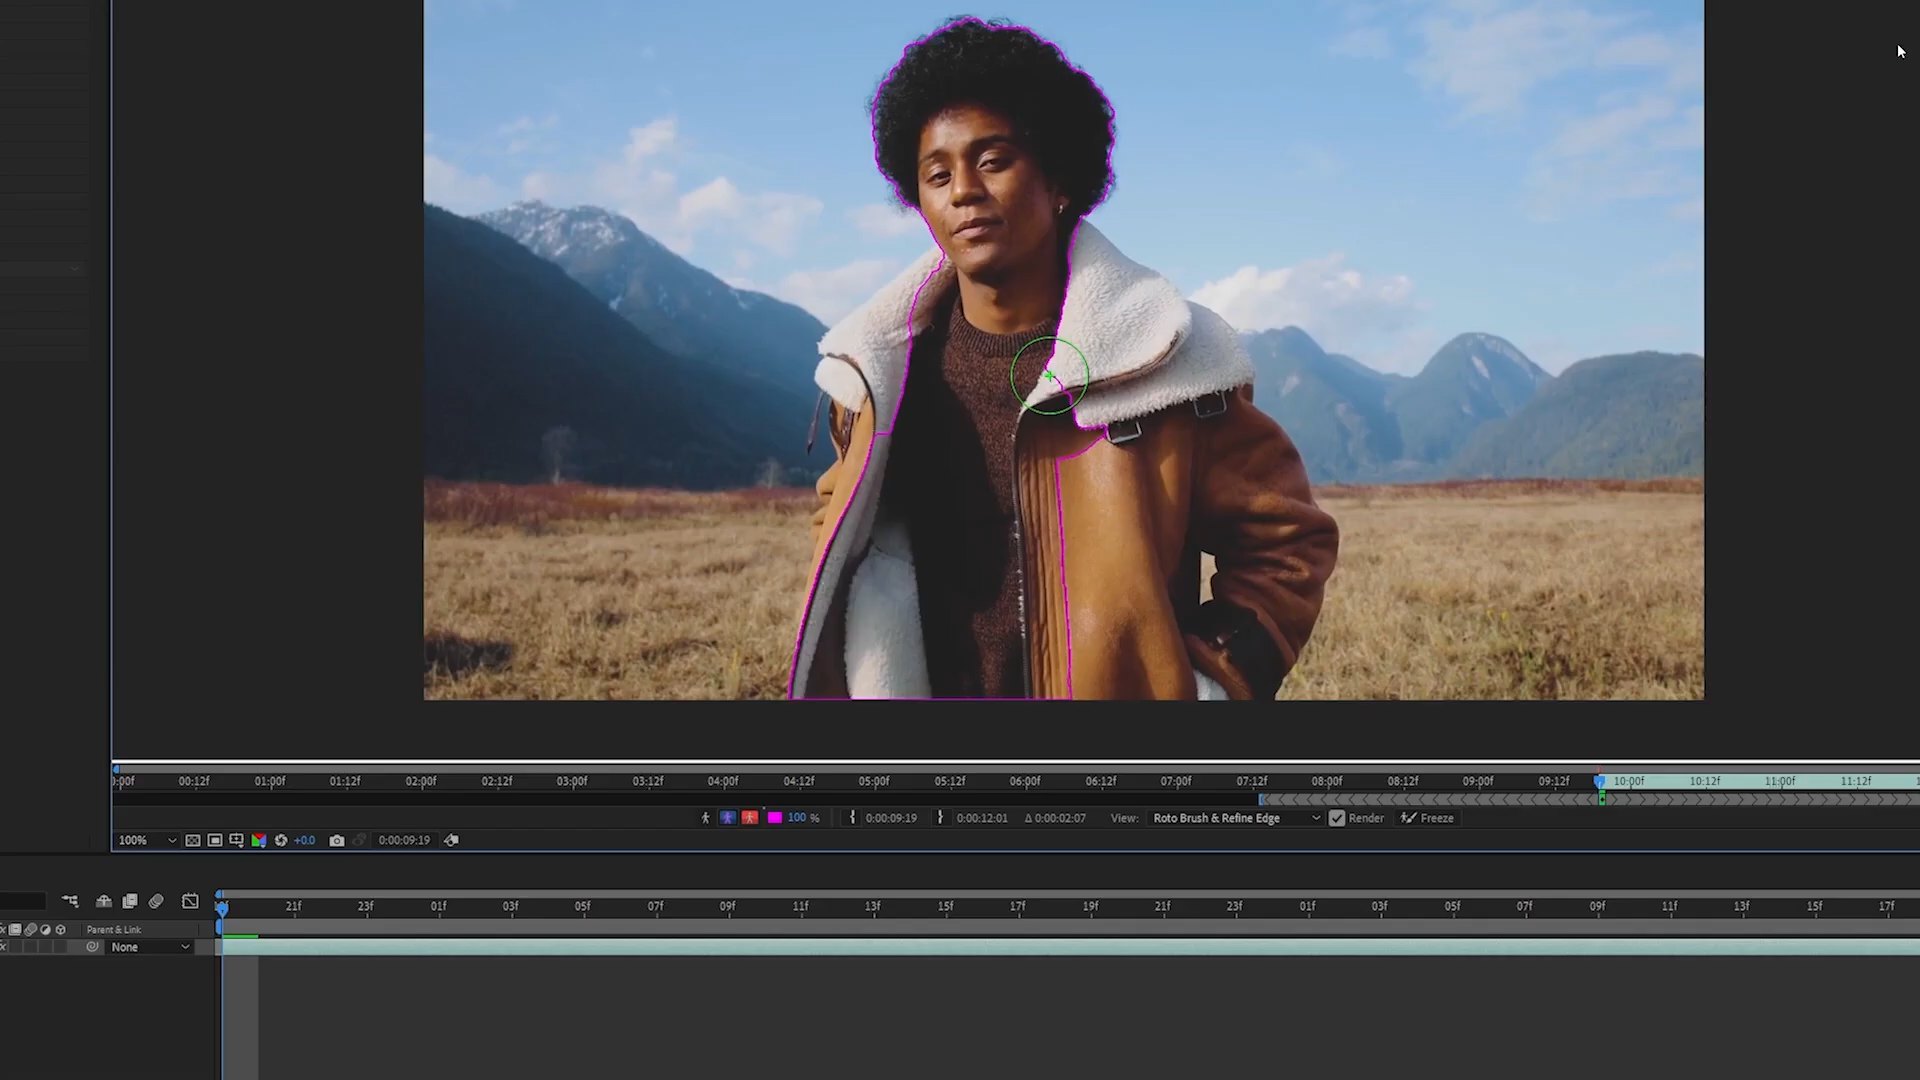 0:00f 00:12f 01:00f 01:12f 02:00f 02:12f 03:00f 03:12f 04:00f 04:12f 05:00f 05:12f 06:00f 06:12f 07:00f 07:12f 08:00f 08:12f 09:00f 09:12f 10:00f 10:12f 11:00f 11:12f
100 % 0:00:09:19 0:00:12:01 Δ 0:00:02:07 View: Roto Brush & Refine Edge Render Freeze
100% +0.0 0:00:09:19
21f 23f 01f 03f 05f 07f 09f 11f 13f 15f 17f 19f 21f 23f 01f 03f 05f 07f 09f 11f 13f 15f 17f
Parent & Link
None